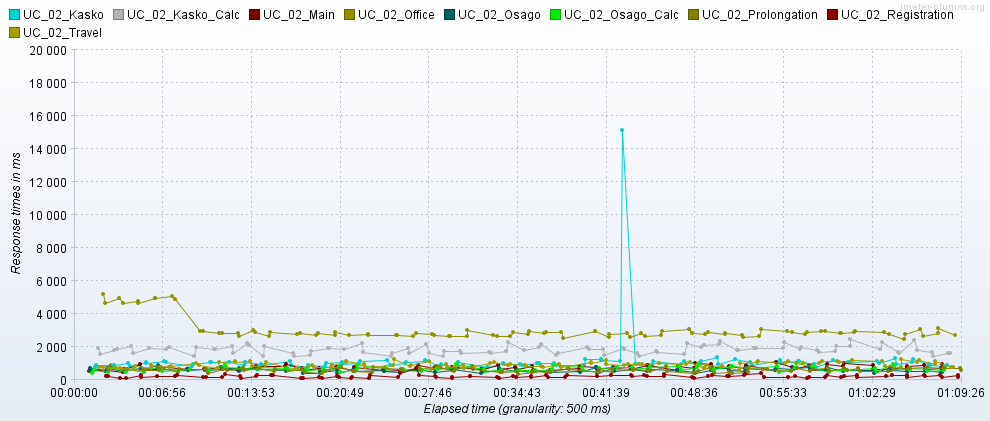 UC_02_Kasko UC_02_Kasko_Calc UC_02_Main UC_02_Office UC_02_Osago UC_02_Osago_Calc UC_02_Prolongation UC_02_Registration
jmeter-plugins.org
UC_02_Travel
20 000
18 000
16 000
14 000
12 000
10 000
8 000
6 000
4 000
2 000
0
Response times in ms
00:00:00 00:06:56 00:13:53 00:20:49 00:27:46 00:34:43 00:41:39 00:48:36 00:55:33 01:02:29 01:09:26
Elapsed time (granularity: 500 ms)